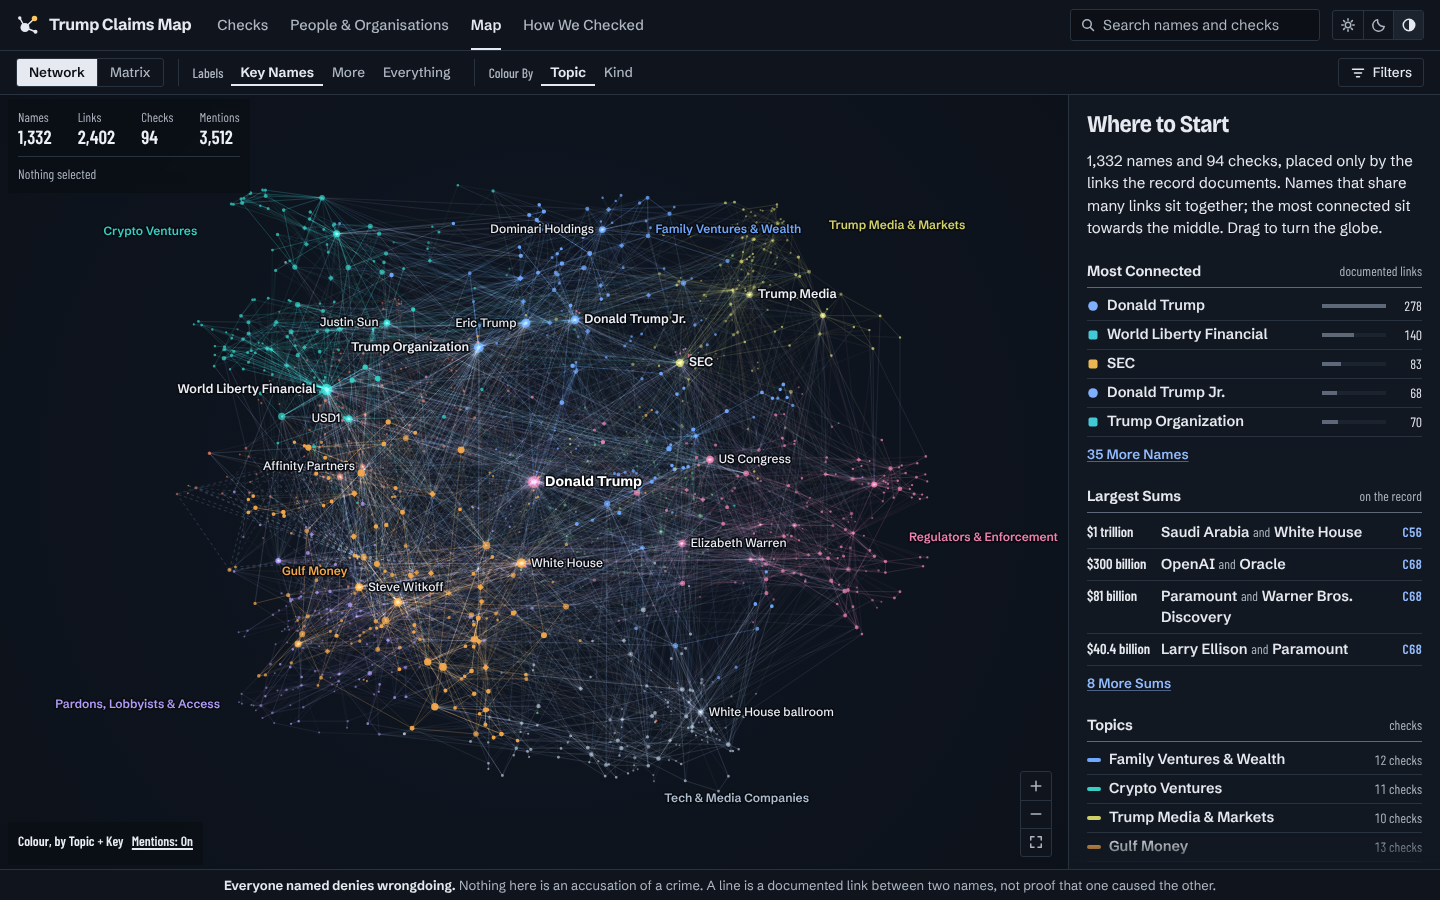 Trump Claims Map
Checks
People & Organisations
Map
How We Checked
Search names and checks
Network
Matrix
Labels
Key Names
More
Everything
Colour By
Topic
Kind
Filters
Names
Links
Checks
Mentions
1,332
2,402
94
3,512
Nothing selected
Crypto Ventures
Dominari Holdings
Family Ventures & Wealth
Trump Media & Markets
Trump Media
Justin Sun
Eric Trump
Donald Trump Jr.
Trump Organization
SEC
World Liberty Financial
USD1
Affinity Partners
US Congress
Donald Trump
Regulators & Enforcement
Elizabeth Warren
White House
Gulf Money
Steve Witkoff
Pardons, Lobbyists & Access
White House ballroom
Tech & Media Companies
Colour, by Topic + Key
Mentions: On
Where to Start
1,332 names and 94 checks, placed only by the
links the record documents. Names that share
many links sit together; the most connected sit
towards the middle. Drag to turn the globe.
Most Connected
documented links
Donald Trump 278
World Liberty Financial 140
SEC 83
Donald Trump Jr. 68
Trump Organization 70
35 More Names
Largest Sums
on the record
$1 trillion Saudi Arabia and White House C56
$300 billion OpenAI and Oracle C68
$81 billion Paramount and Warner Bros. C68
Discovery
$40.4 billion Larry Ellison and Paramount C68
8 More Sums
Topics
checks
Family Ventures & Wealth 12 checks
Crypto Ventures 11 checks
Trump Media & Markets 10 checks
Gulf Money 13 checks
Everyone named denies wrongdoing. Nothing here is an accusation of a crime. A line is a documented link between two names, not proof that one caused the other.